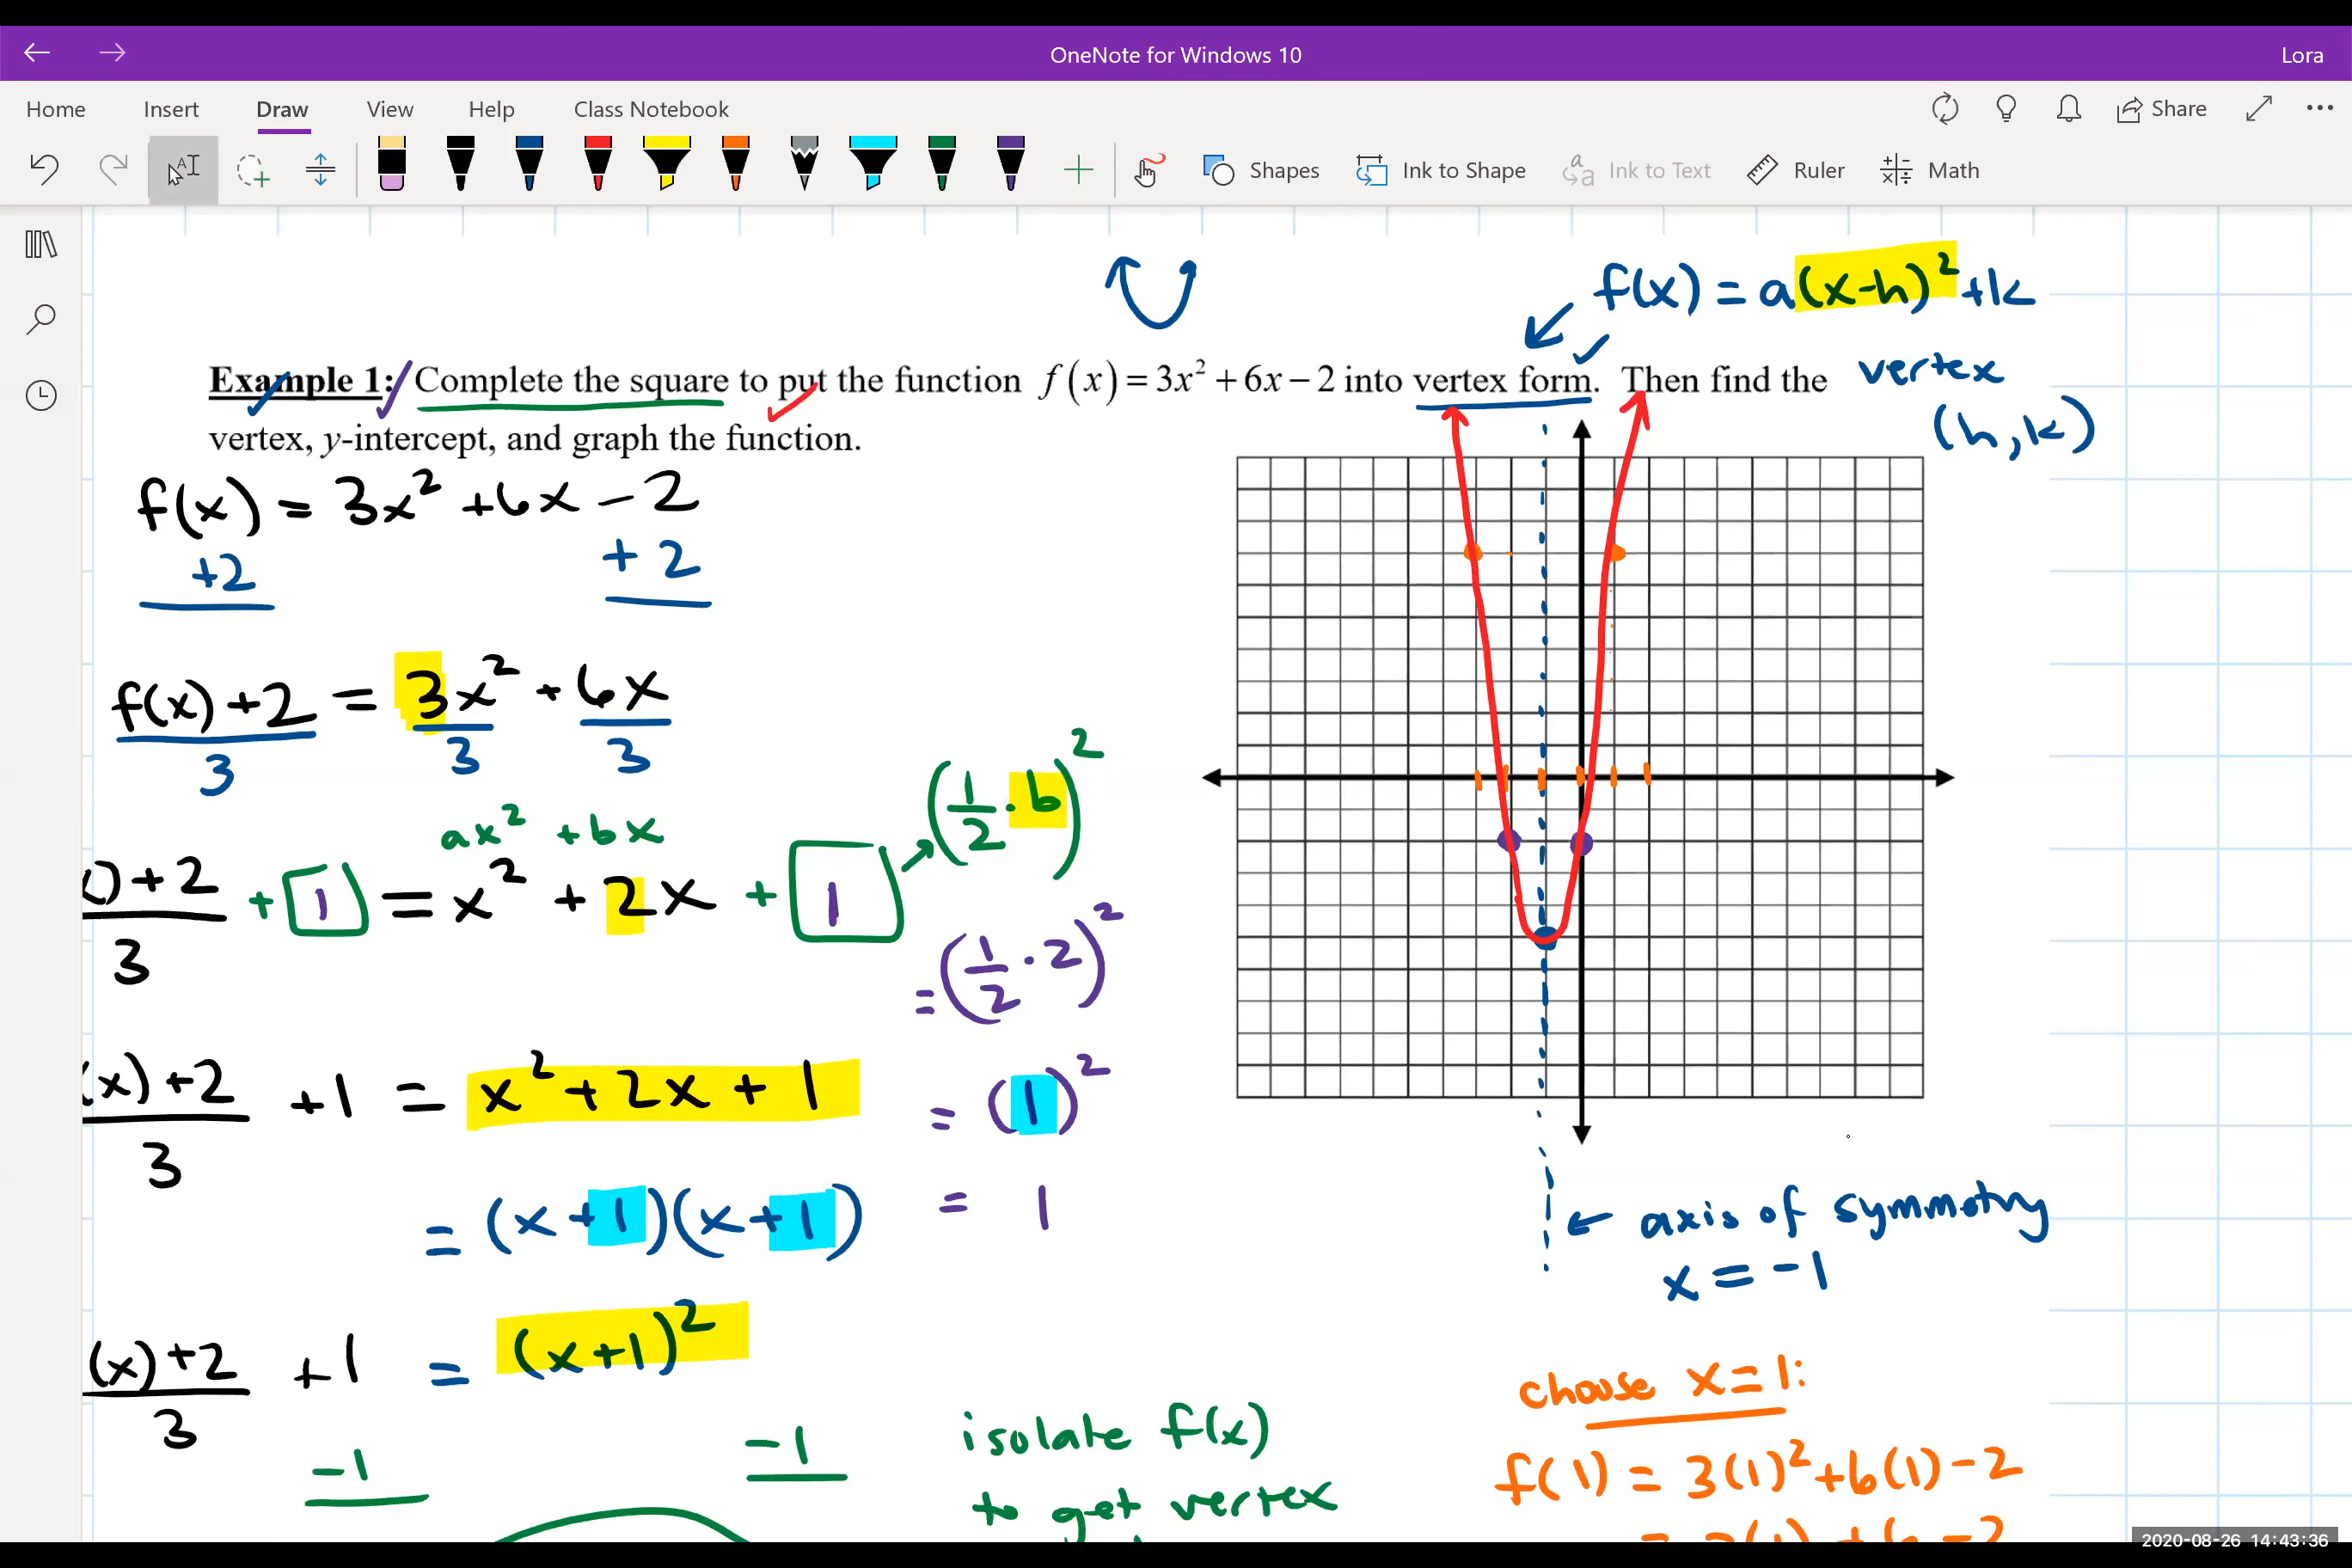 OneNote for Windows 10
Lora
Home Insert Draw View Help Class Notebook
Share
Shapes Ink to Shape Ink to Text Ruler Math
f(x) = a(x-h)² + k
Example 1: Complete the square to put the function f(x) = 3x² + 6x − 2 into vertex form. Then find the
vertex, y-intercept, and graph the function.
vertex
(h, k)
f(x) = 3x² + 6x − 2
+2 + 2
f(x) + 2 = 3x² + 6x
3 3 3
(1/2 · b)²
ax² + bx
) + 2 / 3 + 1 = x² + 2x + 1
= (1/2 · 2)²
(x) + 2 / 3 + 1 = x² + 2x + 1
= (1)²
= (x + 1)(x + 1)
= 1
axis of symmetry
x = −1
(x) + 2 / 3 + 1 = (x+1)²
−1 −1
isolate f(x)
to get vertex
choose x = 1:
f(1) = 3(1)² + 6(1) − 2
2020-08-26 14:43:36